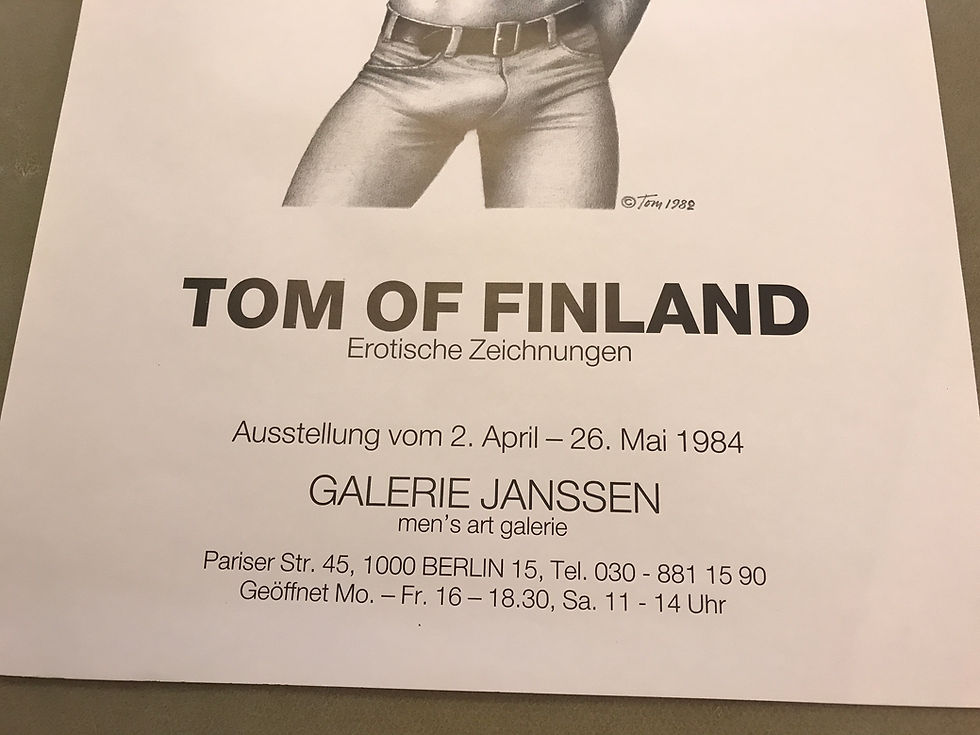 ©Tom 1982
TOM OF FINLAND
Erotische Zeichnungen
Ausstellung vom 2. April – 26. Mai 1984
GALERIE JANSSEN
men's art galerie
Pariser Str. 45, 1000 BERLIN 15, Tel. 030 - 881 15 90
Geöffnet Mo. – Fr. 16 – 18.30, Sa. 11 - 14 Uhr